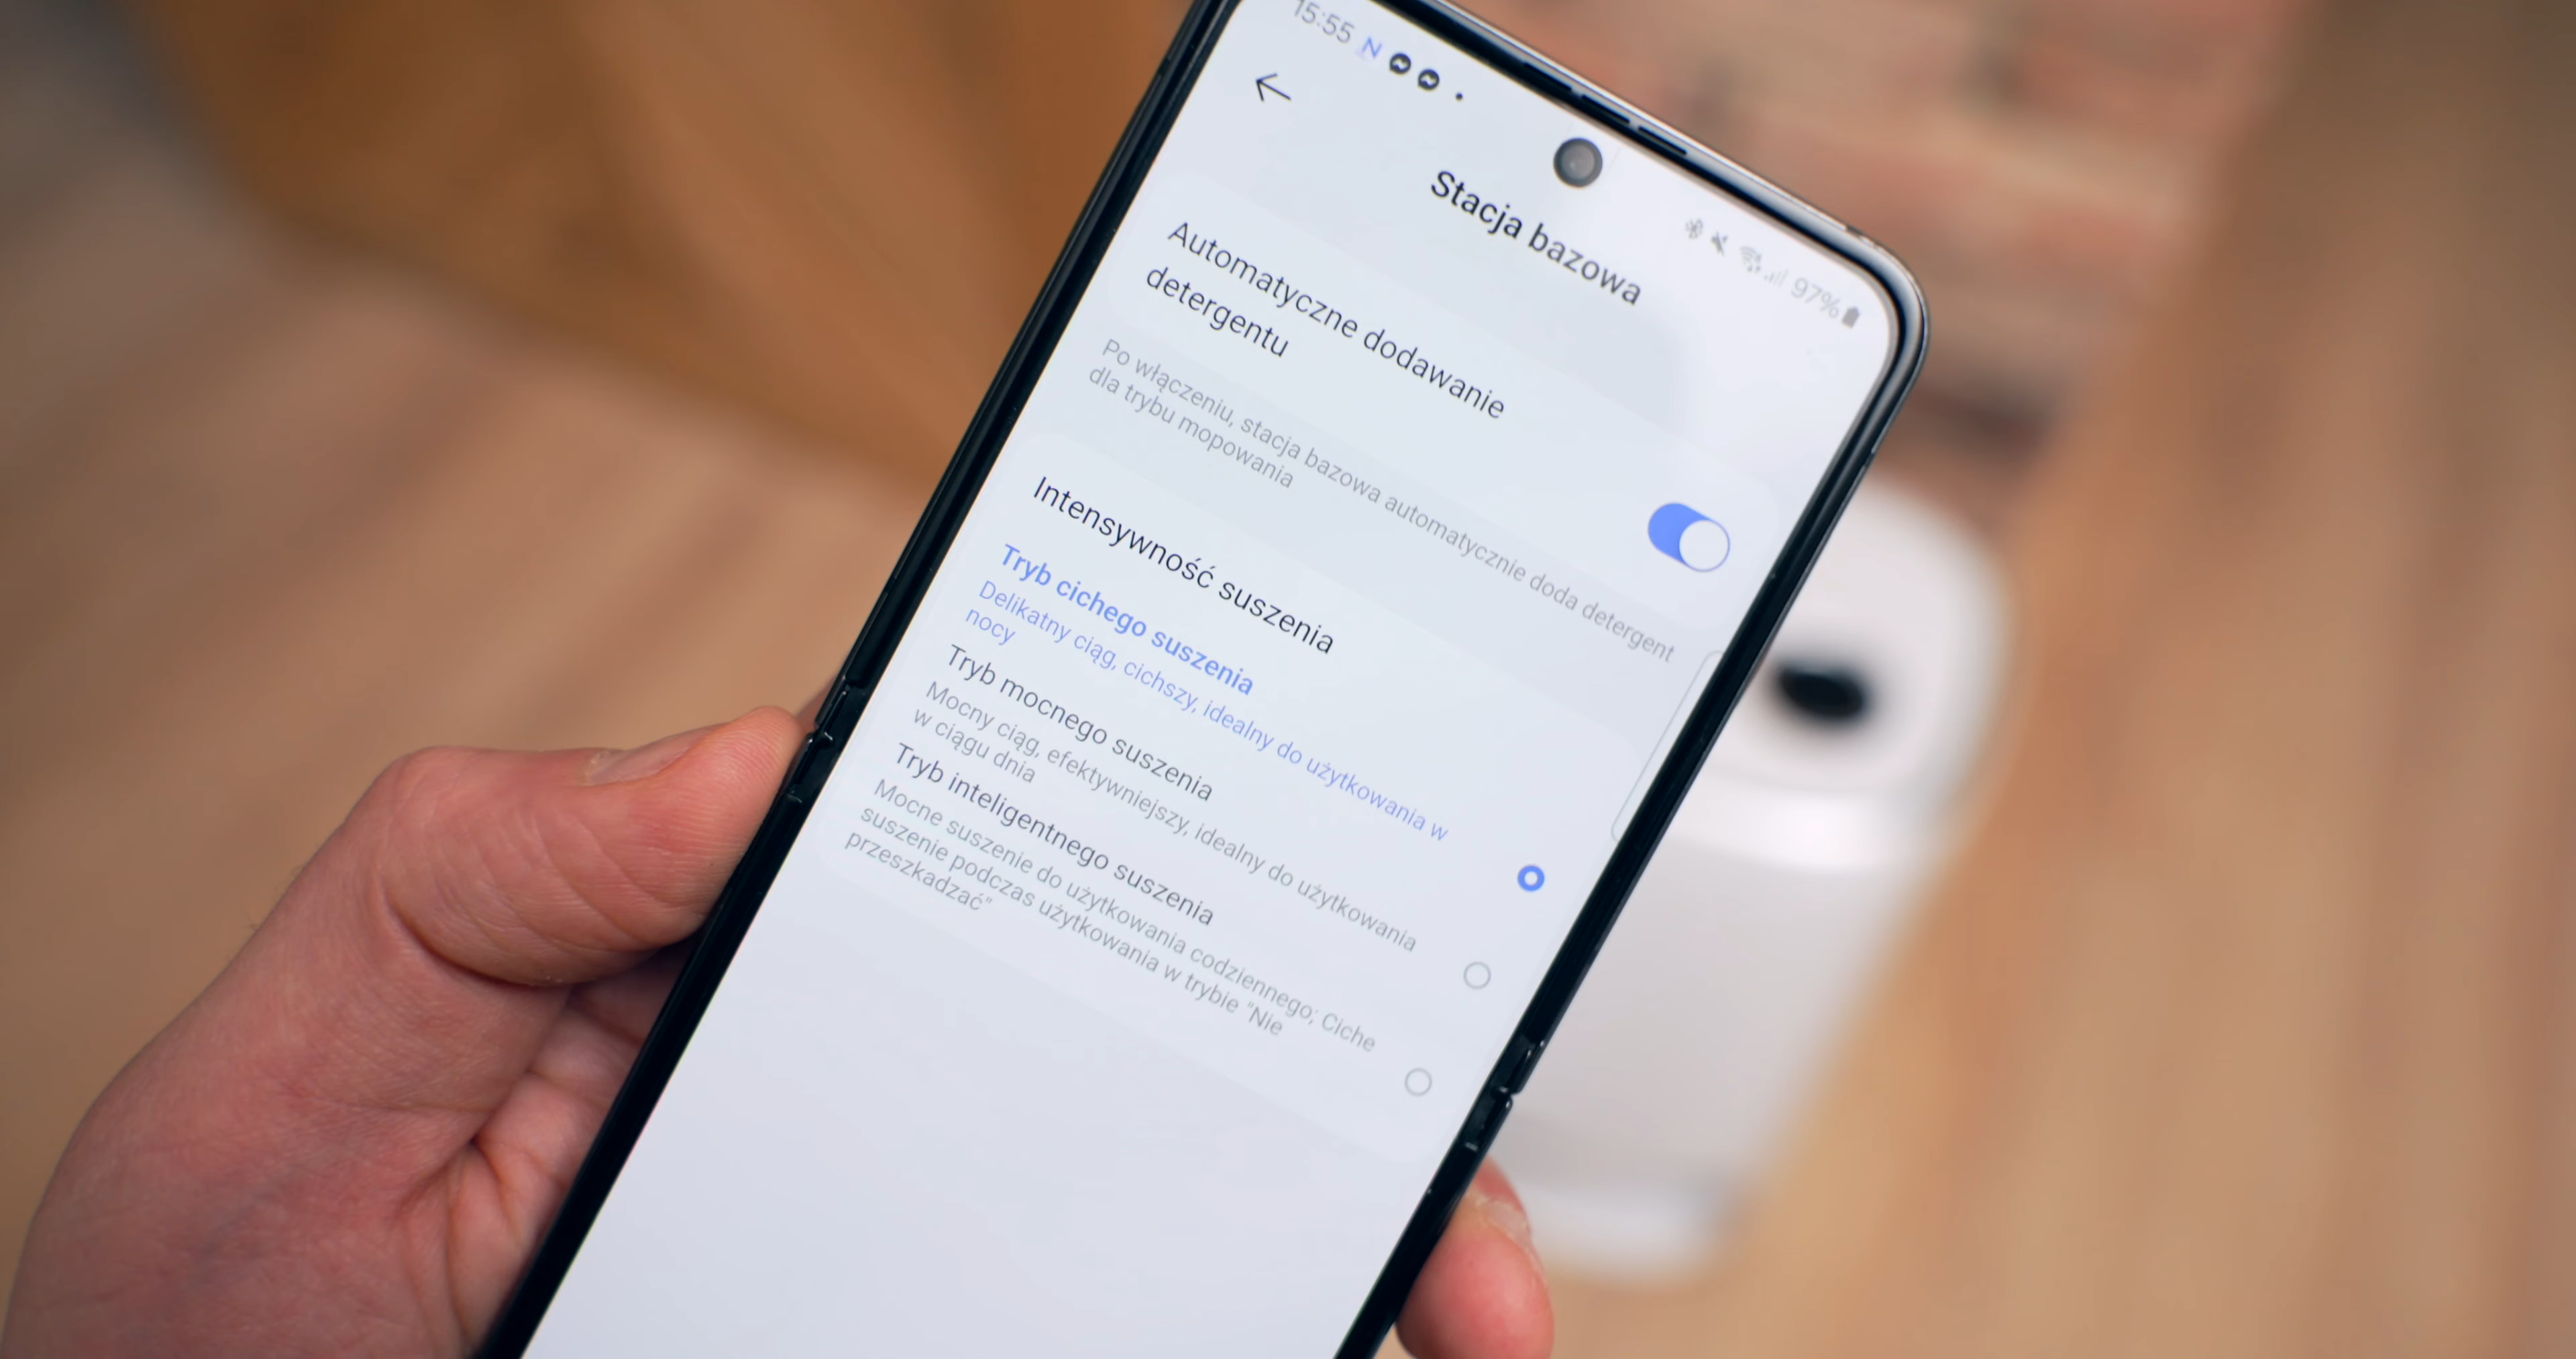 15:55
97%
Stacja bazowa
Automatyczne dodawanie
detergentu
Po włączeniu, stacja bazowa automatycznie doda detergent
dla trybu mopowania
Intensywność suszenia
Tryb cichego suszenia
Delikatny ciąg, cichszy, idealny do użytkowania w
nocy
Tryb mocnego suszenia
Mocny ciąg, efektywniejszy, idealny do użytkowania
w ciągu dnia
Tryb inteligentnego suszenia
Mocne suszenie do użytkowania codziennego; Ciche
suszenie podczas użytkowania w trybie "Nie
przeszkadzać"